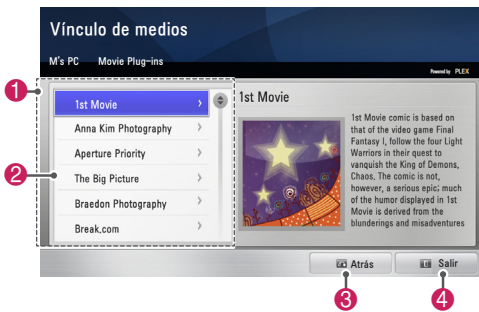 Vínculo de medios
M's PC Movie Plug-ins
Powered by PLEX
1
1st Movie
Anna Kim Photography
Aperture Priority
2
The Big Picture
Braedon Photography
Break.com
1st Movie
1st Movie comic is based on
that of the video game Final
Fantasy I, follow the four Light
Warriors in their quest to
vanquish the King of Demons,
Chaos. The comic is not,
however, a serious epic; much
of the humor displayed in 1st
Movie is derived from the
blunderings and misadventures
Atrás
Salir
3
4